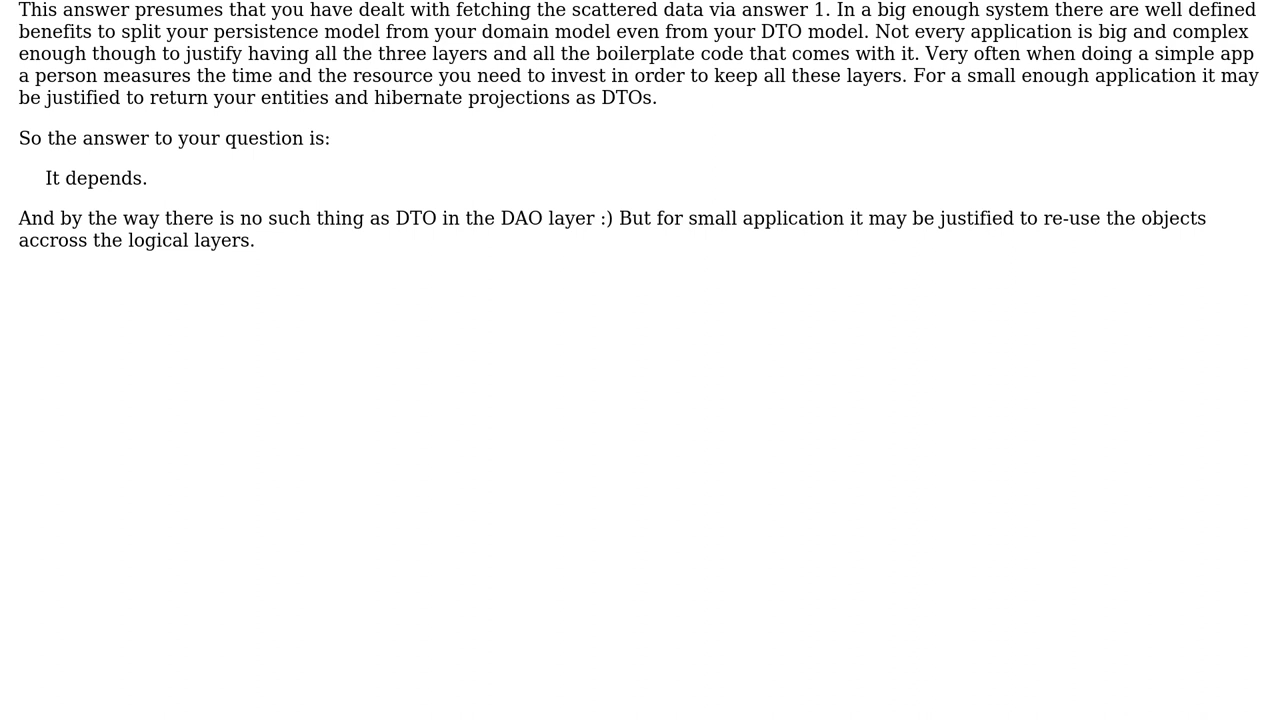 This answer presumes that you have dealt with fetching the scattered data via answer 1. In a big enough system there are well defined
benefits to split your persistence model from your domain model even from your DTO model. Not every application is big and complex
enough though to justify having all the three layers and all the boilerplate code that comes with it. Very often when doing a simple app
a person measures the time and the resource you need to invest in order to keep all these layers. For a small enough application it may
be justified to return your entities and hibernate projections as DTOs.
So the answer to your question is:
It depends.
And by the way there is no such thing as DTO in the DAO layer :) But for small application it may be justified to re-use the objects
accross the logical layers.